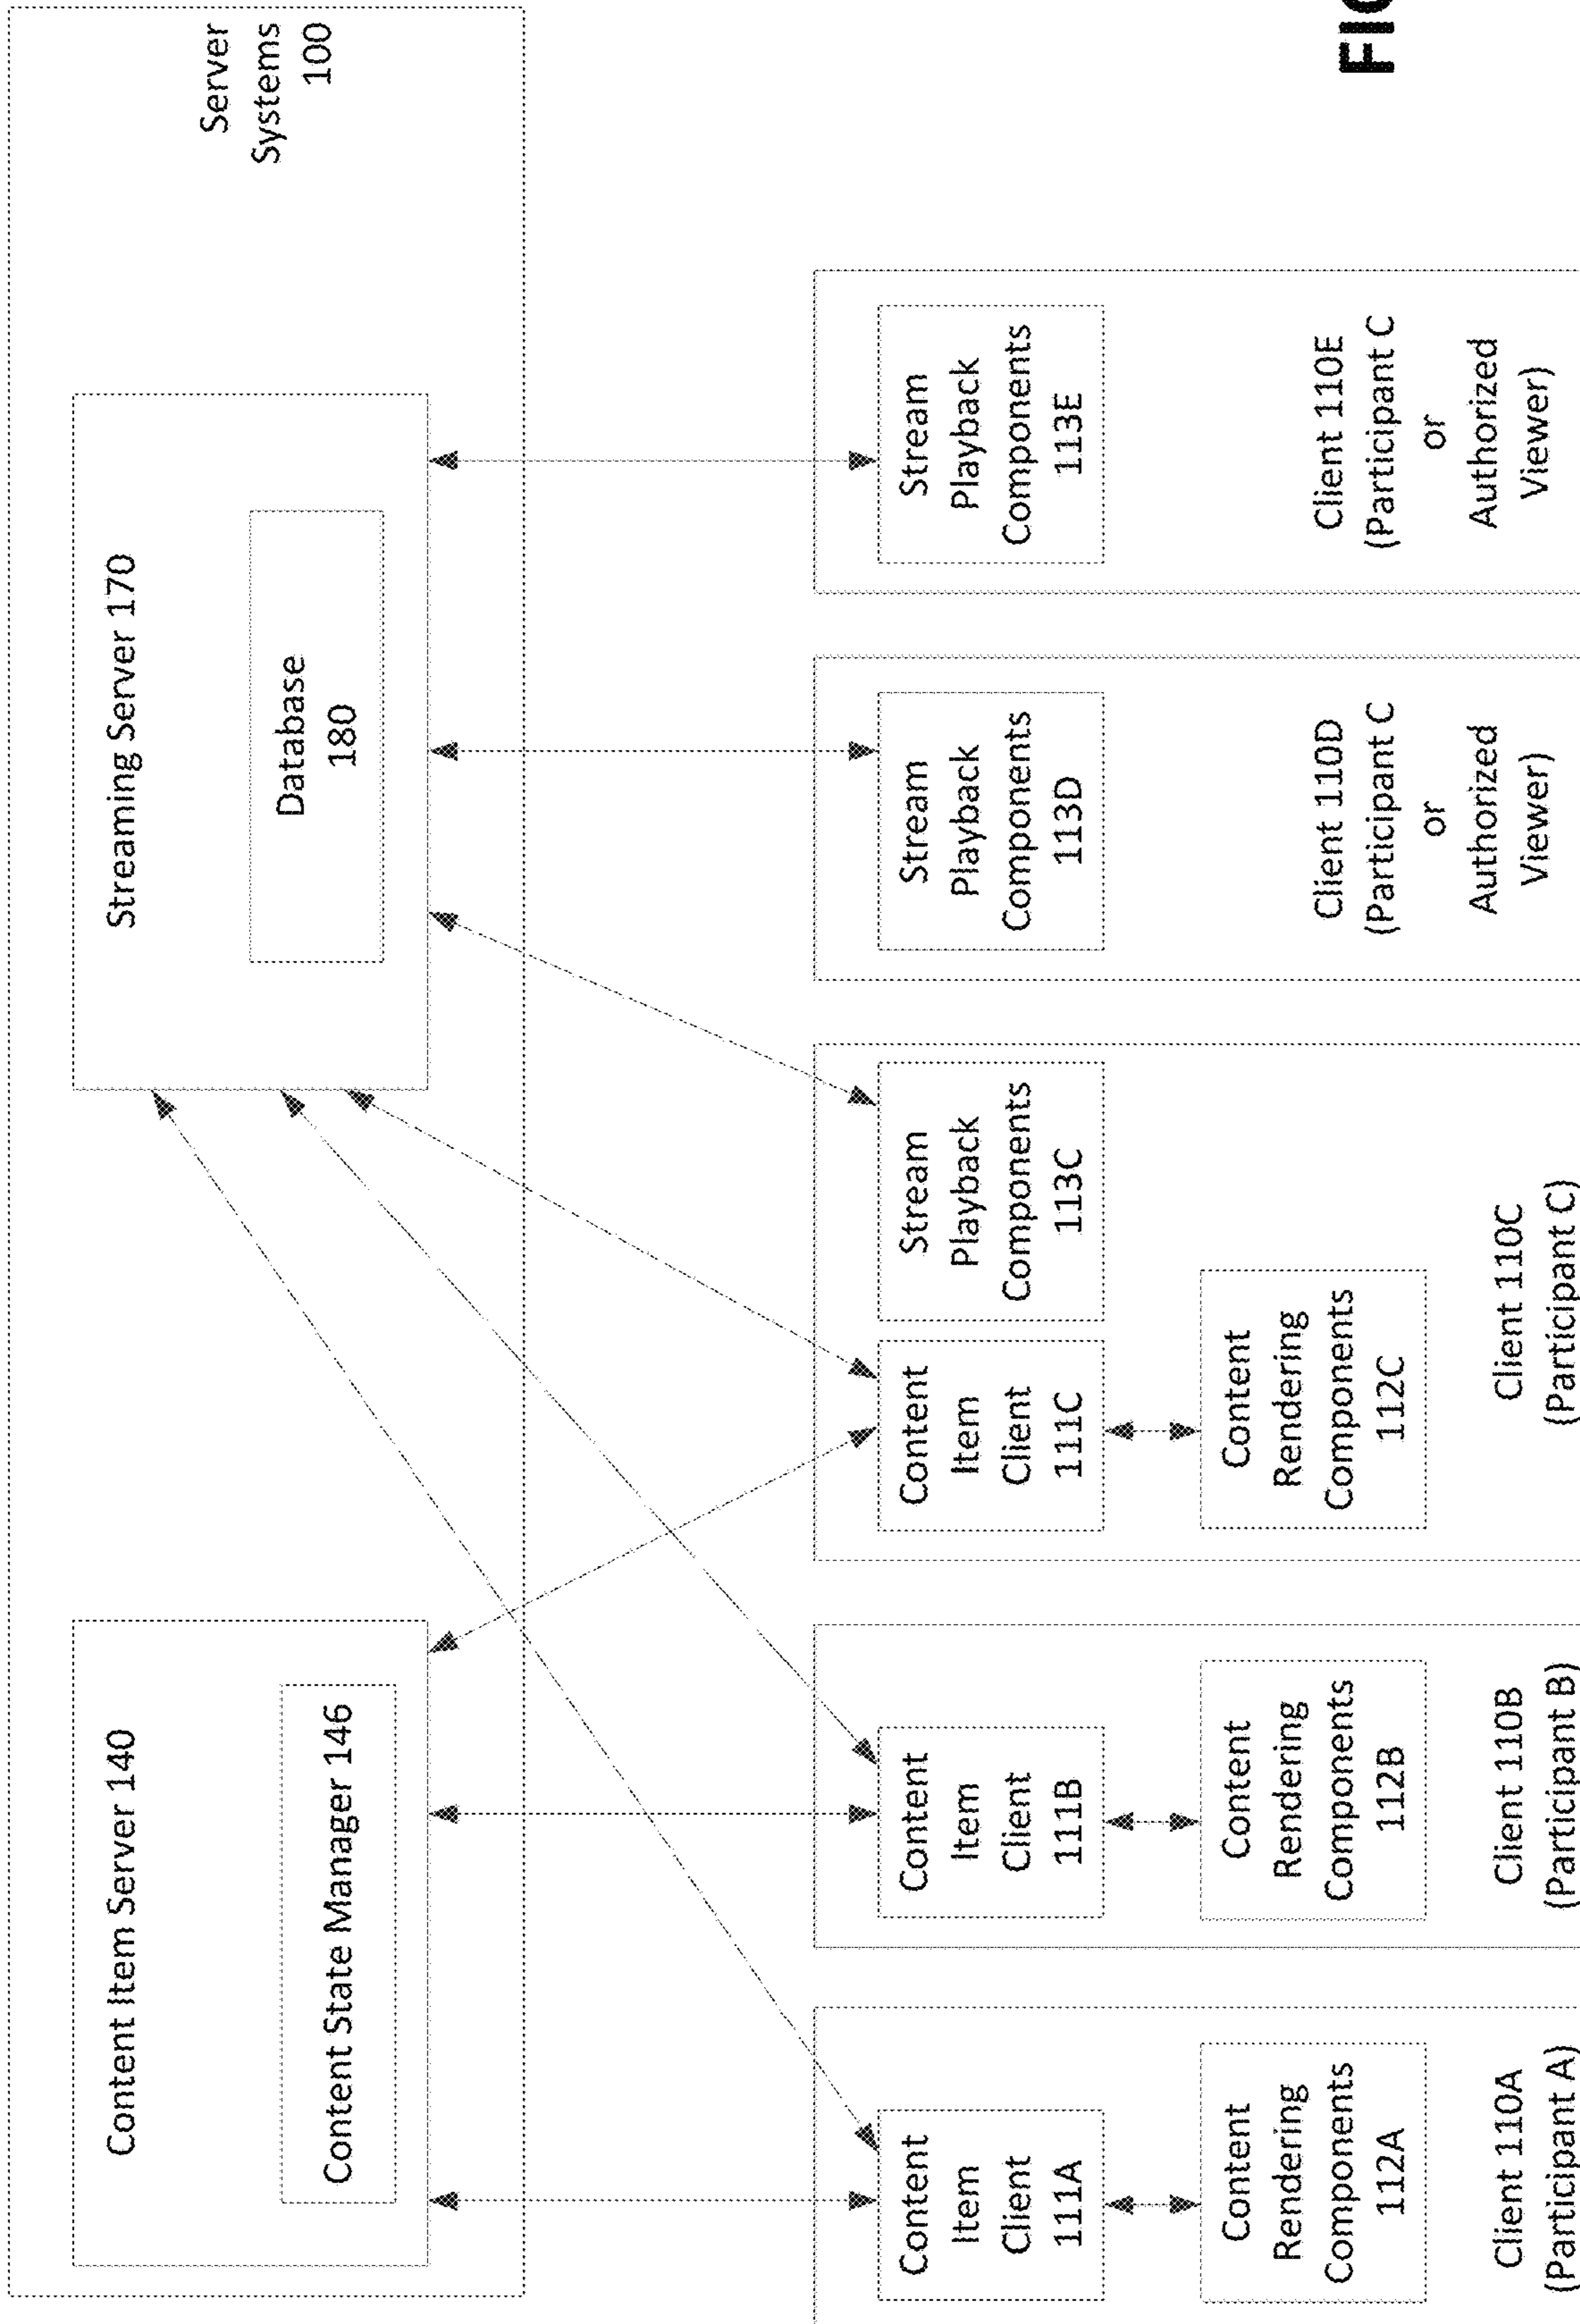 Server
Systems
100
Content Item Server 140
Content State Manager 146
Streaming Server 170
Database
180
Content
Item
Client
111A
Content
Rendering
Components
112A
Client 110A
(Participant A)
Content
Item
Client
111B
Content
Rendering
Components
112B
Client 110B
(Participant B)
Content
Item
Client
111C
Stream
Playback
Components
113C
Content
Rendering
Components
112C
Client 110C
(Participant C)
Stream
Playback
Components
113D
Client 110D
(Participant C
or
Authorized
Viewer)
Stream
Playback
Components
113E
Client 110E
(Participant C
or
Authorized
Viewer)